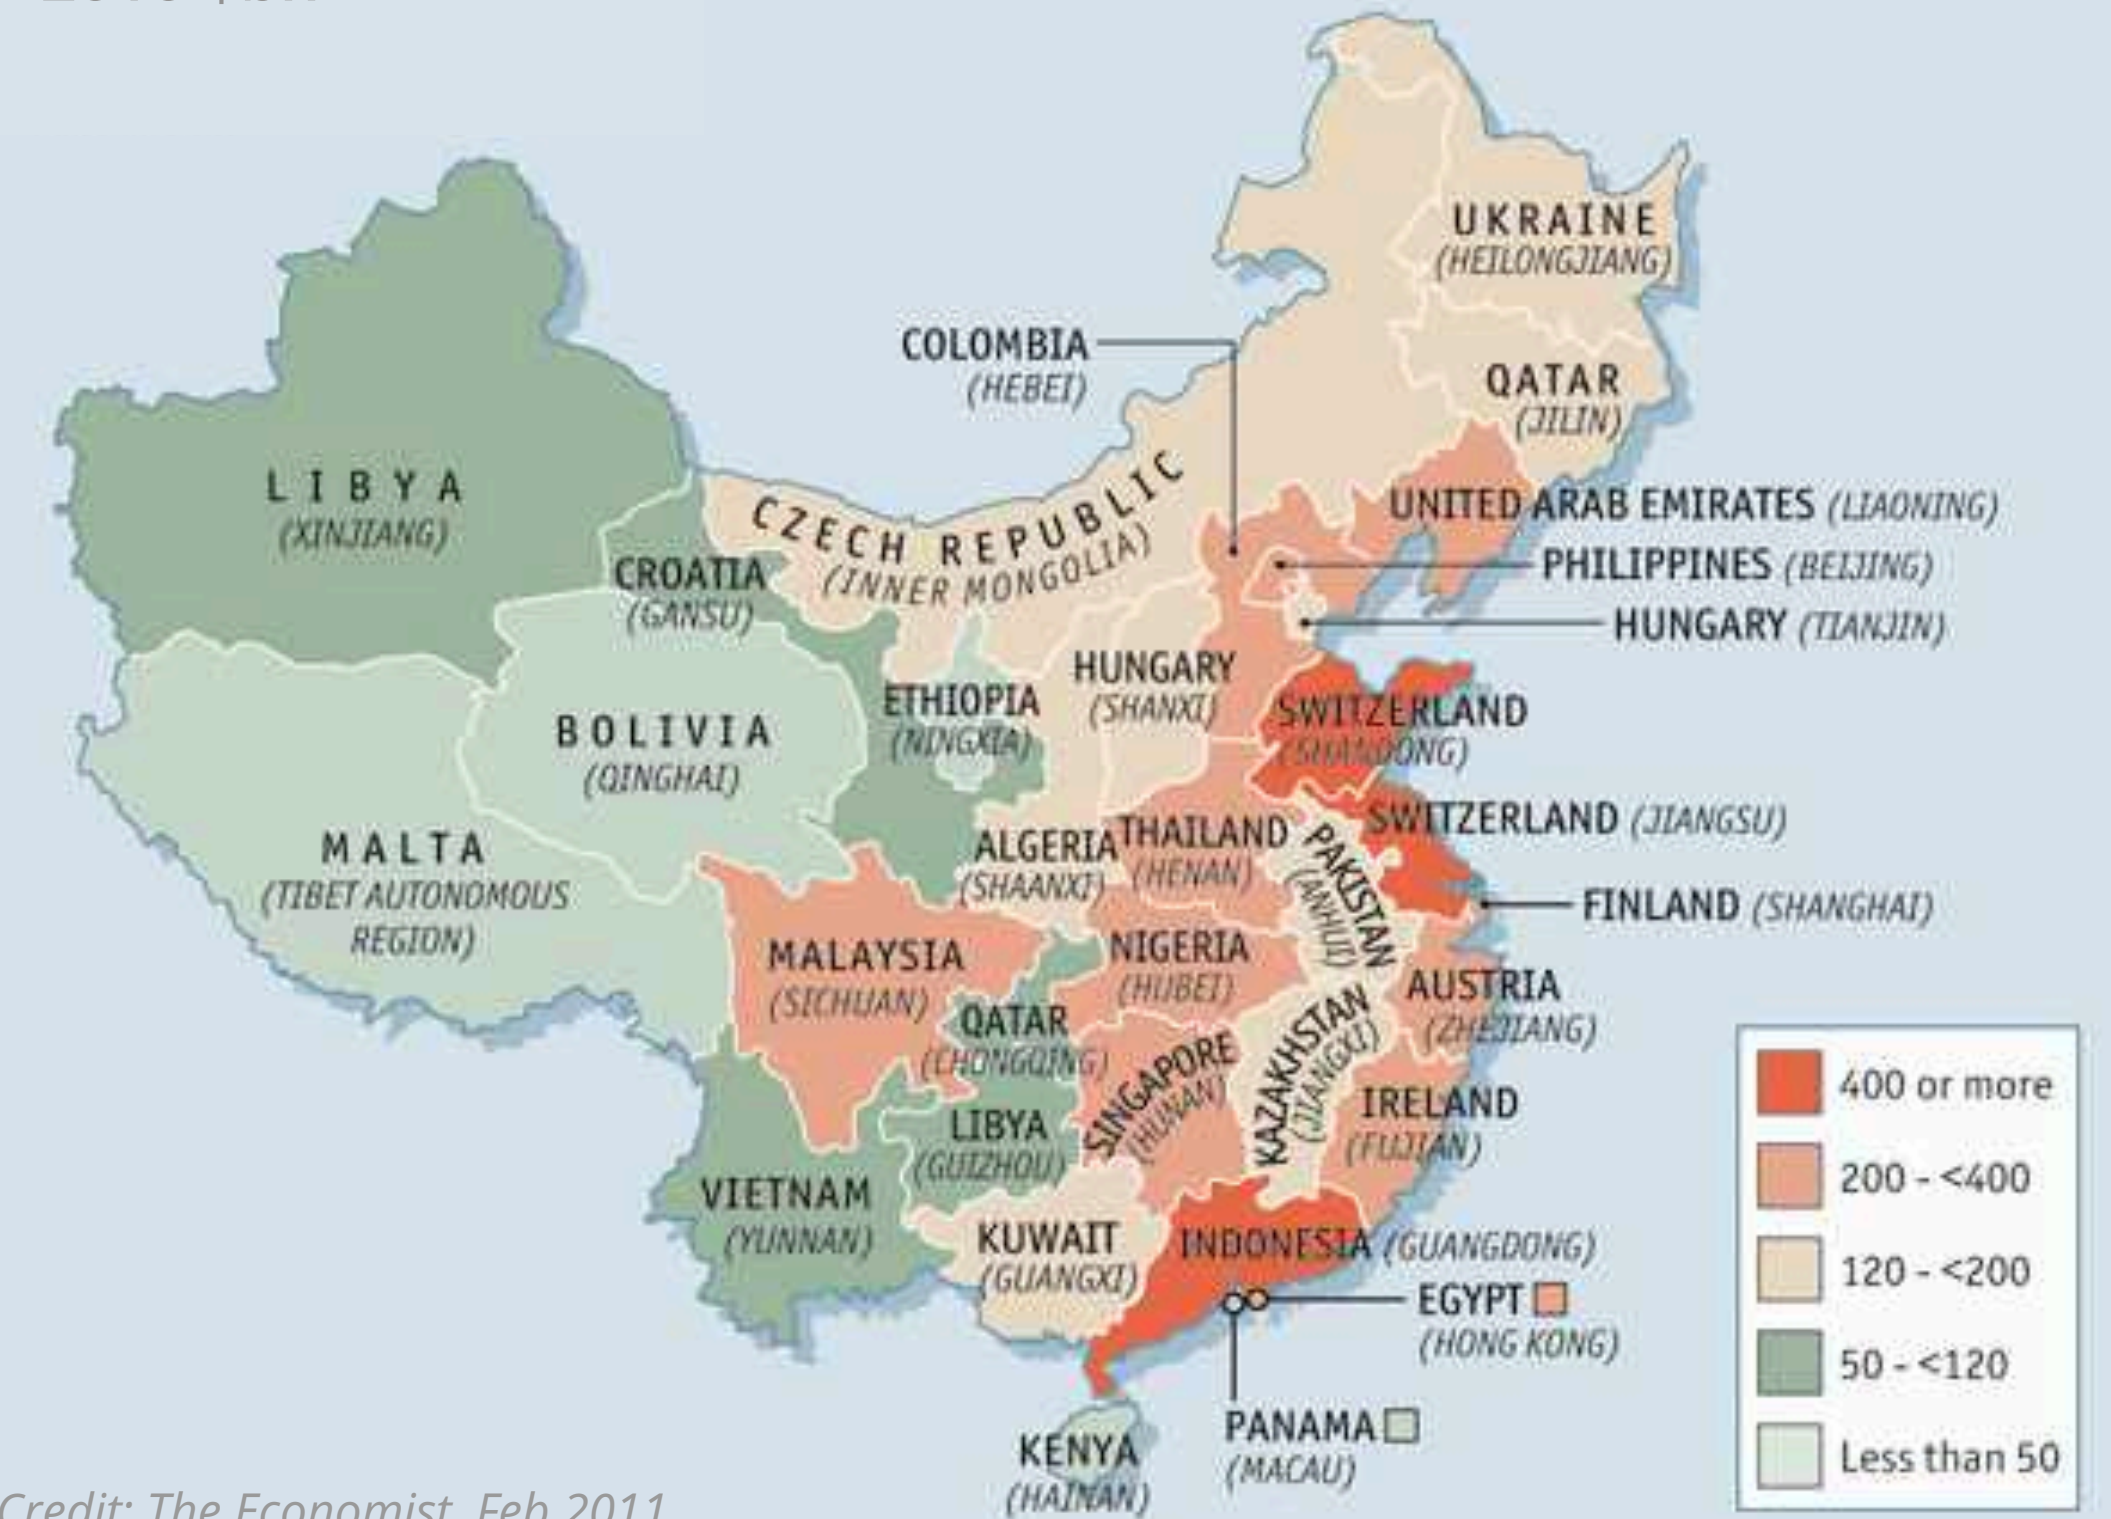 UKRAINE
(HEILONGJIANG)
COLOMBIA
(HEBEI)
QATAR
(JILIN)
LIBYA
(XINJIANG)
CZECH REPUBLIC
(INNER MONGOLIA)
UNITED ARAB EMIRATES (LIAONING)
PHILIPPINES (BEIJING)
CROATIA
(GANSU)
HUNGARY (TIANJIN)
HUNGARY
(SHANXI)
ETHIOPIA
(NINGXIA)
SWITZERLAND
(SHANDONG)
BOLIVIA
(QINGHAI)
SWITZERLAND (JIANGSU)
MALTA
(TIBET AUTONOMOUS
REGION)
ALGERIA
(SHAANXI)
THAILAND
(HENAN)
PAKISTAN
(ANHUI)
FINLAND (SHANGHAI)
MALAYSIA
(SICHUAN)
NIGERIA
(HUBEI)
AUSTRIA
(ZHEJIANG)
QATAR
(CHONGQING)
SINGAPORE
(HUNAN)
KAZAKHSTAN
(JIANGXI)
IRELAND
(FUJIAN)
LIBYA
(GUIZHOU)
VIETNAM
(YUNNAN)
KUWAIT
(GUANGXI)
INDONESIA (GUANGDONG)
EGYPT
(HONG KONG)
PANAMA
(MACAU)
KENYA
(HAINAN)
400 or more
200 - <400
120 - <200
50 - <120
Less than 50
Credit: The Economist, Feb 2011